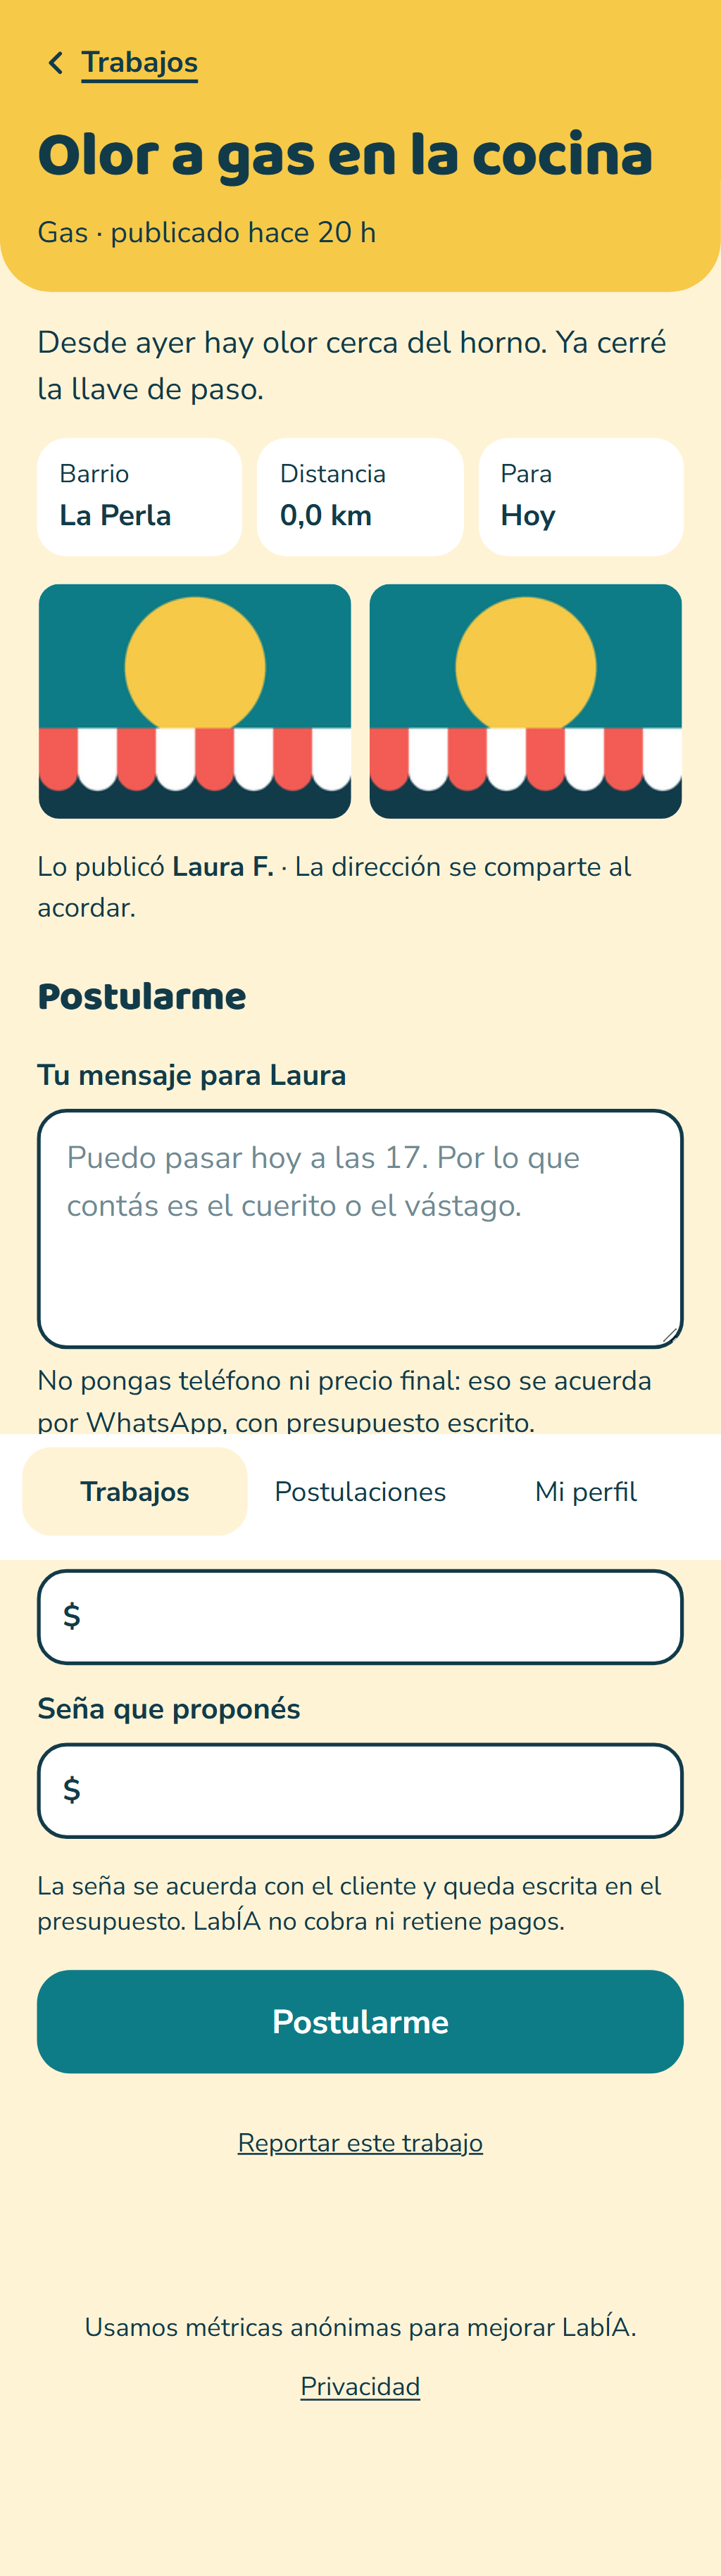 Trabajos
Olor a gas en la cocina
Gas · publicado hace 20 h
Desde ayer hay olor cerca del horno. Ya cerré
la llave de paso.
Barrio
La Perla
Distancia
0,0 km
Para
Hoy
Lo publicó Laura F. · La dirección se comparte al
acordar.
Postularme
Tu mensaje para Laura
Puedo pasar hoy a las 17. Por lo que
contás es el cuerito o el vástago.
No pongas teléfono ni precio final: eso se acuerda
por WhatsApp, con presupuesto escrito.
Trabajos
Postulaciones
Mi perfil
$
Seña que proponés
$
La seña se acuerda con el cliente y queda escrita en el
presupuesto. LabÍA no cobra ni retiene pagos.
Postularme
Reportar este trabajo
Usamos métricas anónimas para mejorar LabÍA.
Privacidad